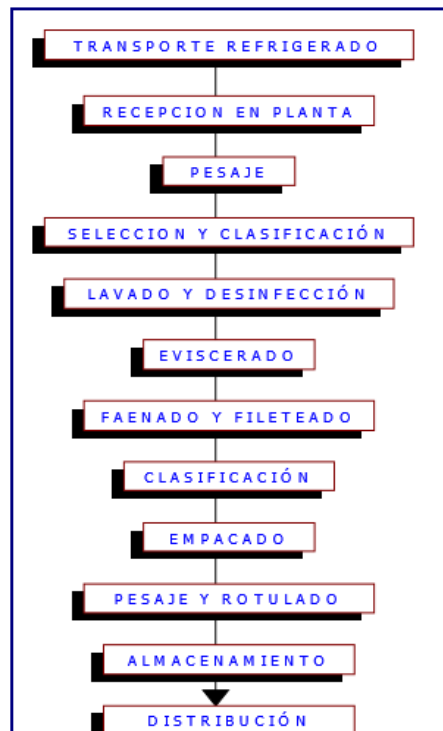 TRANSPORTE REFRIGERADO
RECEPCION EN PLANTA
PESAJE
SELECCION Y CLASIFICACIÓN
LAVADO Y DESINFECCIÓN
EVISCERADO
FAENADO Y FILETEADO
CLASIFICACIÓN
EMPACADO
PESAJE Y ROTULADO
ALMACENAMIENTO
DISTRIBUCIÓN